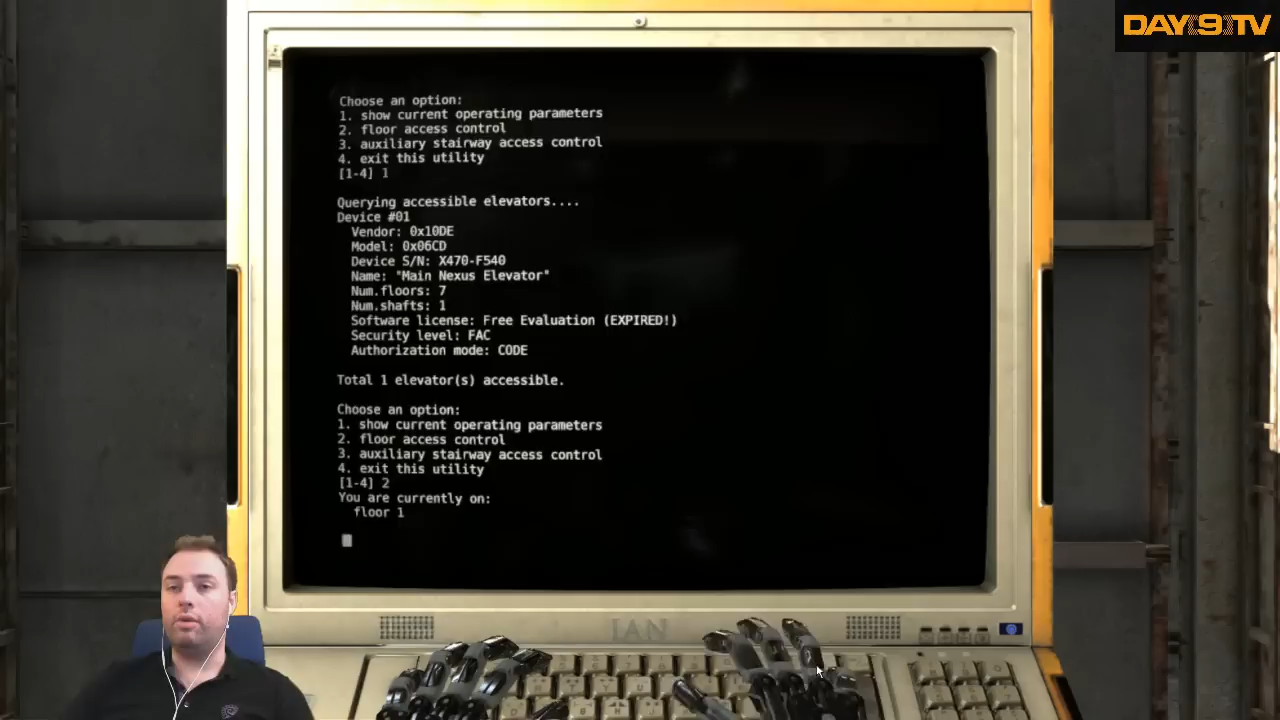 DAY[9]TV
Choose an option:
1. show current operating parameters
2. floor access control
3. auxiliary stairway access control
4. exit this utility
[1-4] 1
Querying accessible elevators....
Device #01
Vendor: 0x10DE
Model: 0x06CD
Device S/N: X470-F540
Name: "Main Nexus Elevator"
Num.floors: 7
Num.shafts: 1
Software license: Free Evaluation (EXPIRED!)
Security level: FAC
Authorization mode: CODE
Total 1 elevator(s) accessible.
Choose an option:
1. show current operating parameters
2. floor access control
3. auxiliary stairway access control
4. exit this utility
[1-4] 2
You are currently on:
floor 1
IAN